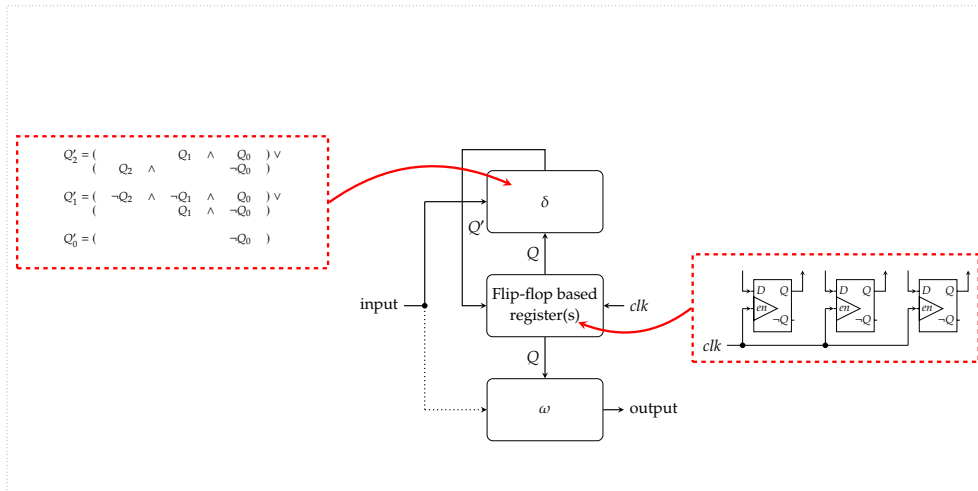 Q′₂ = ( Q₁ ∧ Q₀ ) ∨
( Q₂ ∧ ¬Q₀ )
Q′₁ = ( ¬Q₂ ∧ ¬Q₁ ∧ Q₀ ) ∨
( Q₁ ∧ ¬Q₀ )
Q′₀ = ( ¬Q₀ )
δ
Q′
Q
input
Flip-flop based
register(s)
clk
Q
ω
output
D Q
en
¬Q
D Q
en
¬Q
D Q
en
¬Q
clk